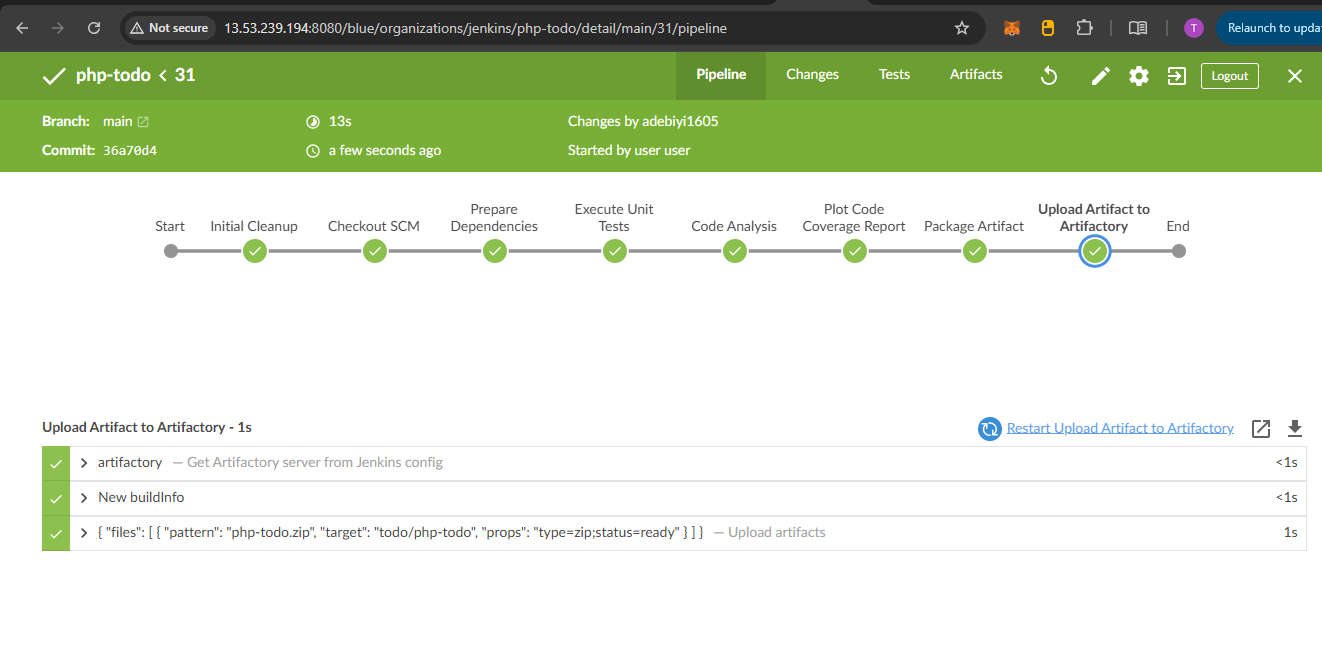 Not secure
13.53.239.194:8080/blue/organizations/jenkins/php-todo/detail/main/31/pipeline
T
Relaunch to upda
php-todo < 31
Pipeline
Changes
Tests
Artifacts
Logout
Branch: main
13s
Changes by adebiyi1605
Commit: 36a70d4
a few seconds ago
Started by user user
Start
Initial Cleanup
Checkout SCM
Prepare
Dependencies
Execute Unit
Tests
Code Analysis
Plot Code
Coverage Report
Package Artifact
Upload Artifact to
Artifactory
End
Upload Artifact to Artifactory - 1s
Restart Upload Artifact to Artifactory
artifactory — Get Artifactory server from Jenkins config <1s
New buildInfo <1s
{ "files": [ { "pattern": "php-todo.zip", "target": "todo/php-todo", "props": "type=zip;status=ready" } ] } — Upload artifacts 1s